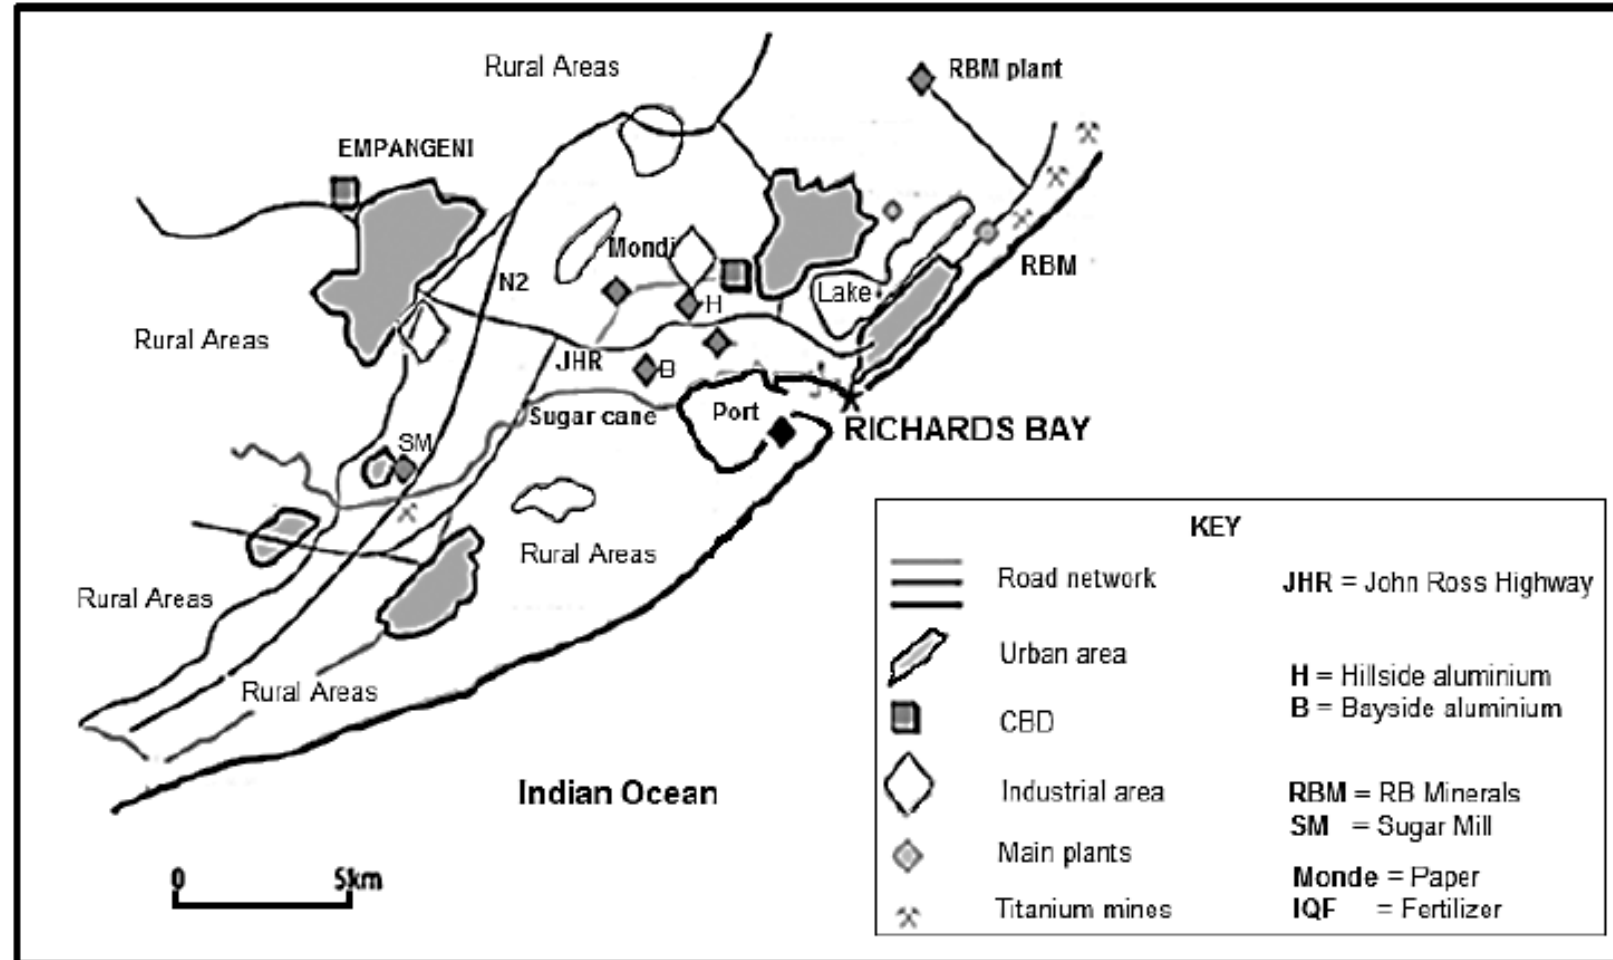 Rural Areas
RBM plant
EMPANGENI
Mondi
N2
RBM
Lake
H
Rural Areas
JHR
B
Sugar cane
Port
RICHARDS BAY
SM
Rural Areas
Rural Areas
Rural Areas
Indian Ocean
0 5km
KEY
Road network
JHR = John Ross Highway
Urban area
H = Hillside aluminium
B = Bayside aluminium
CBD
Industrial area
RBM = RB Minerals
SM = Sugar Mill
Main plants
Monde = Paper
IQF = Fertilizer
Titanium mines